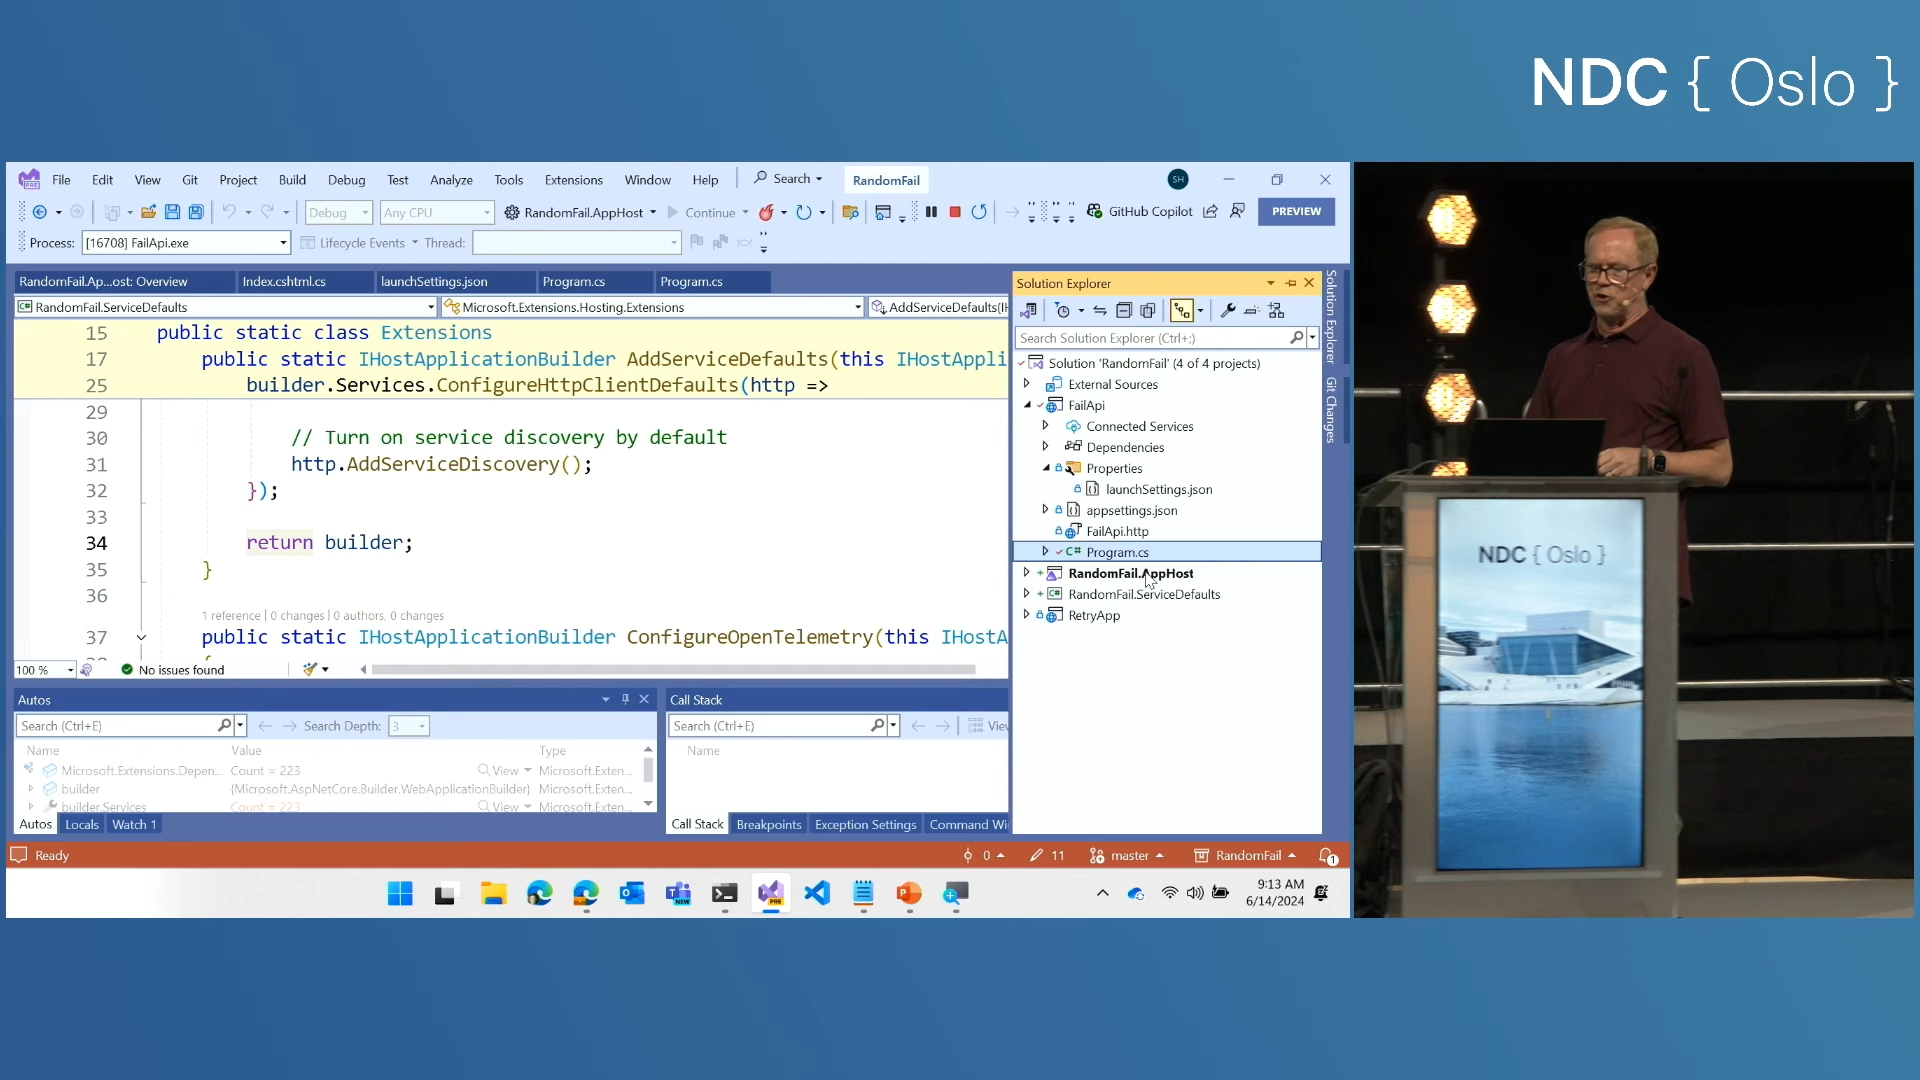 NDC { Oslo }
File Edit View Git Project Build Debug Test Analyze Tools Extensions Window Help Search RandomFail SH
Debug Any CPU RandomFail.AppHost Continue GitHub Copilot PREVIEW
Process: [16708] FailApi.exe Lifecycle Events Thread:
RandomFail.Ap...ost: Overview Index.cshtml.cs launchSettings.json Program.cs Program.cs
RandomFail.ServiceDefaults Microsoft.Extensions.Hosting.Extensions AddServiceDefaults(I
15 public static class Extensions
17 public static IHostApplicationBuilder AddServiceDefaults(this IHostAppli
25 builder.Services.ConfigureHttpClientDefaults(http =>
29
30 // Turn on service discovery by default
31 http.AddServiceDiscovery();
32 });
33
34 return builder;
35 }
36
1 reference | 0 changes | 0 authors, 0 changes
37 public static IHostApplicationBuilder ConfigureOpenTelemetry(this IHostA
100 % No issues found
Solution Explorer
Search Solution Explorer (Ctrl+;)
Solution 'RandomFail' (4 of 4 projects)
External Sources
FailApi
Connected Services
Dependencies
Properties
launchSettings.json
appsettings.json
FailApi.http
Program.cs
RandomFail.AppHost
RandomFail.ServiceDefaults
RetryApp
Solution Explorer
Git Changes
Autos
Search (Ctrl+E) Search Depth: 3
Name Value Type
Microsoft.Extensions.Depen... Count = 223 View Microsoft.Exten...
builder {Microsoft.AspNetCore.Builder.WebApplicationBuilder} Microsoft.Exten...
builder.Services Count = 223 View Microsoft.Exten...
Autos Locals Watch 1
Call Stack
Search (Ctrl+E) View
Name
Call Stack Breakpoints Exception Settings Command Wi
Ready 0 11 master RandomFail 1
9:13 AM
6/14/2024
NDC { Oslo }